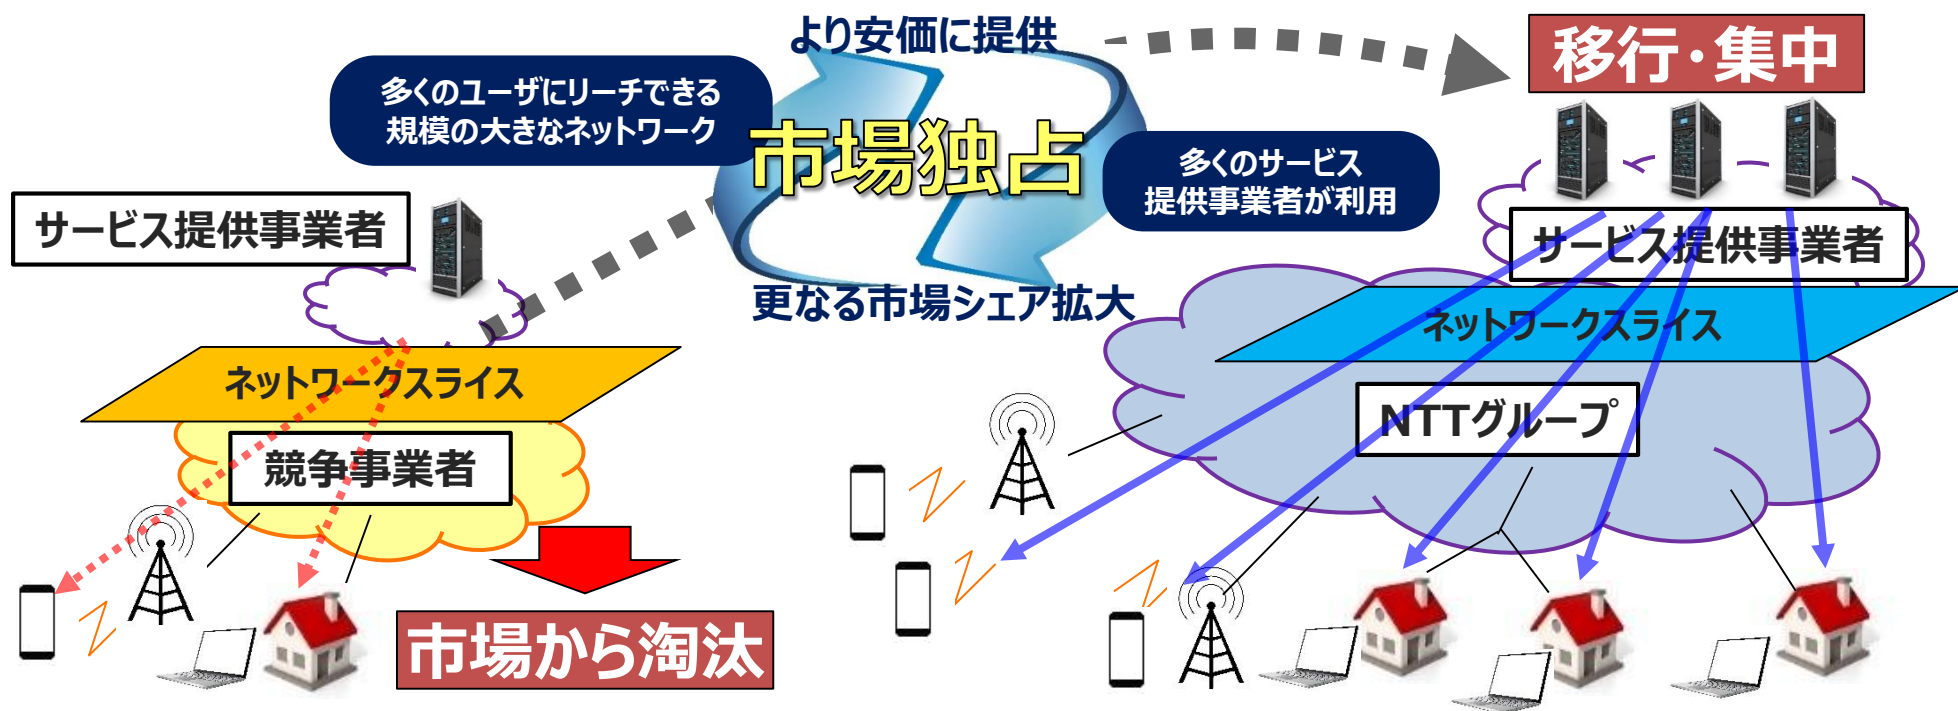 より安価に提供
移行・集中
多くのユーザにリーチできる
規模の大きなネットワーク
市場独占
多くのサービス
提供事業者が利用
サービス提供事業者
サービス提供事業者
更なる市場シェア拡大
ネットワークスライス
ネットワークスライス
NTTグループ
競争事業者
市場から淘汰